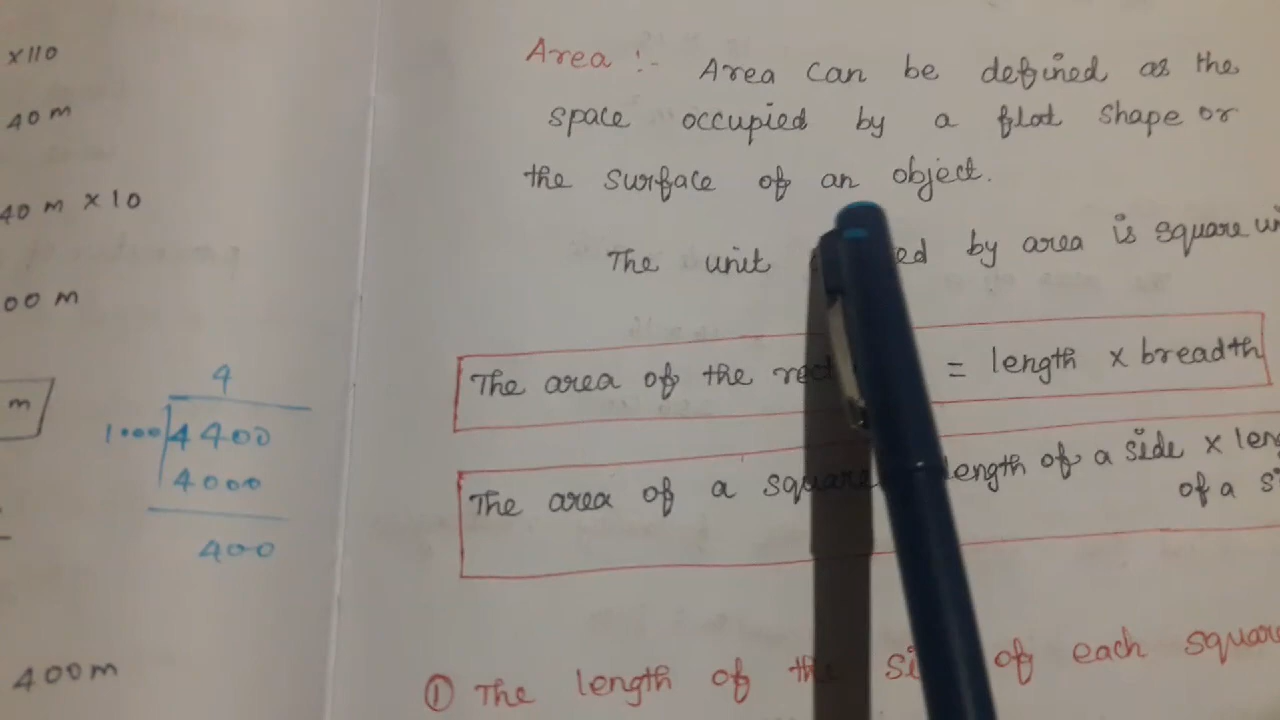 x110
40 m
40 m x 10
00 m
m
4
1000 4400
4000
400
400m
Area :- Area can be defined as the
space occupied by a flat shape or
the surface of an object.
The unit ed by area is square
The area of the = length x breadth
The area of a square length of a side x
of a
① The length of the of each square